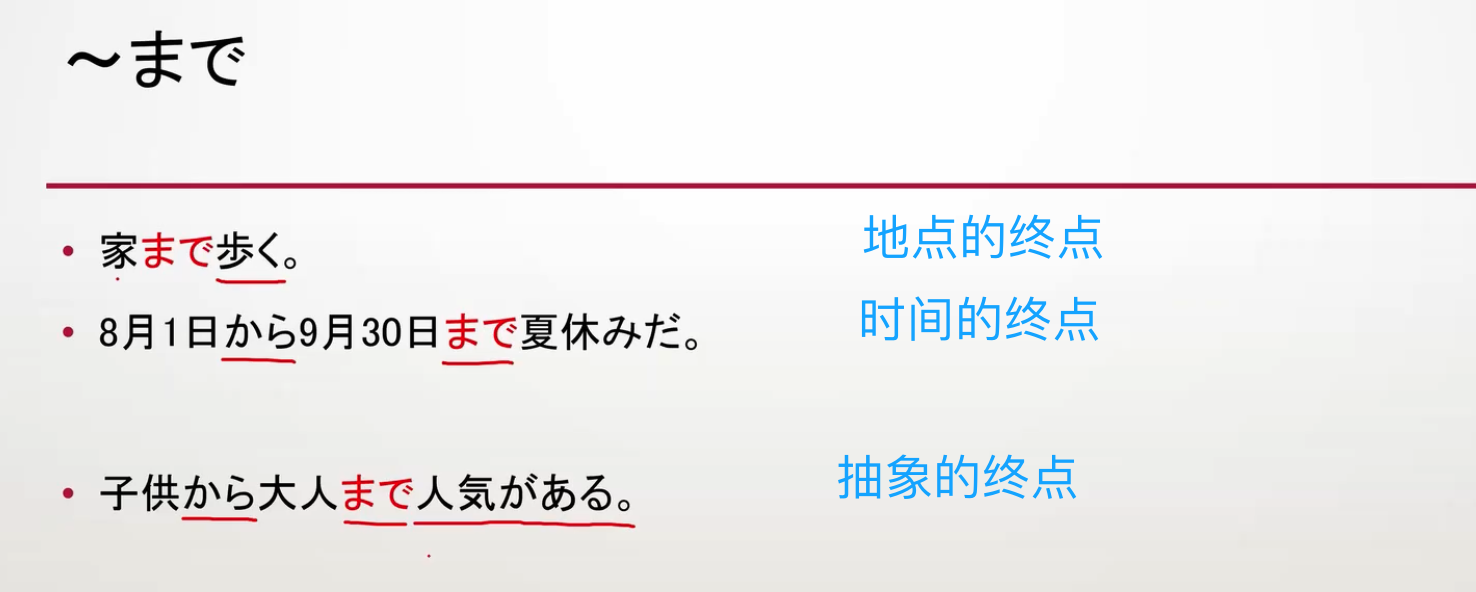 ～まで
• 家まで歩く。 地点的终点
• 8月1日から9月30日まで夏休みだ。 时间的终点
• 子供から大人まで人気がある。 抽象的终点